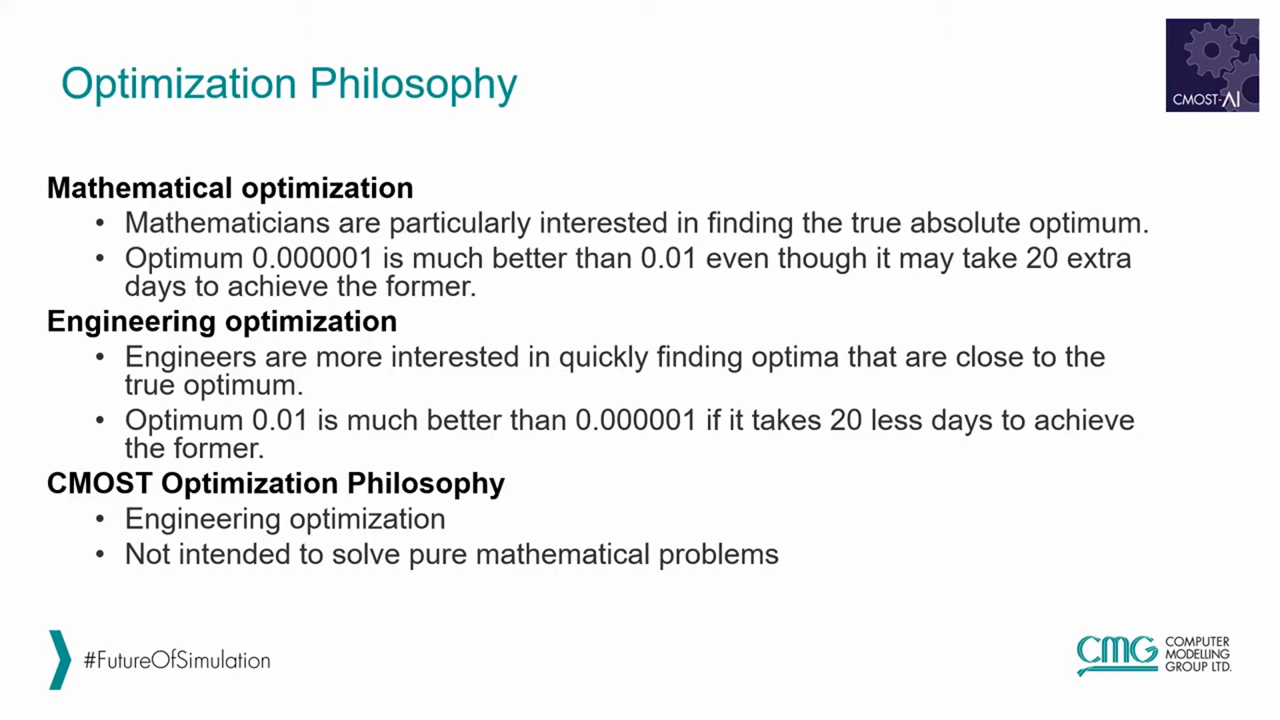 Optimization Philosophy
CMOST-AI
Mathematical optimization
• Mathematicians are particularly interested in finding the true absolute optimum.
• Optimum 0.000001 is much better than 0.01 even though it may take 20 extra
days to achieve the former.
Engineering optimization
• Engineers are more interested in quickly finding optima that are close to the
true optimum.
• Optimum 0.01 is much better than 0.000001 if it takes 20 less days to achieve
the former.
CMOST Optimization Philosophy
• Engineering optimization
• Not intended to solve pure mathematical problems
#FutureOfSimulation
CMG
COMPUTER
MODELLING
GROUP LTD.